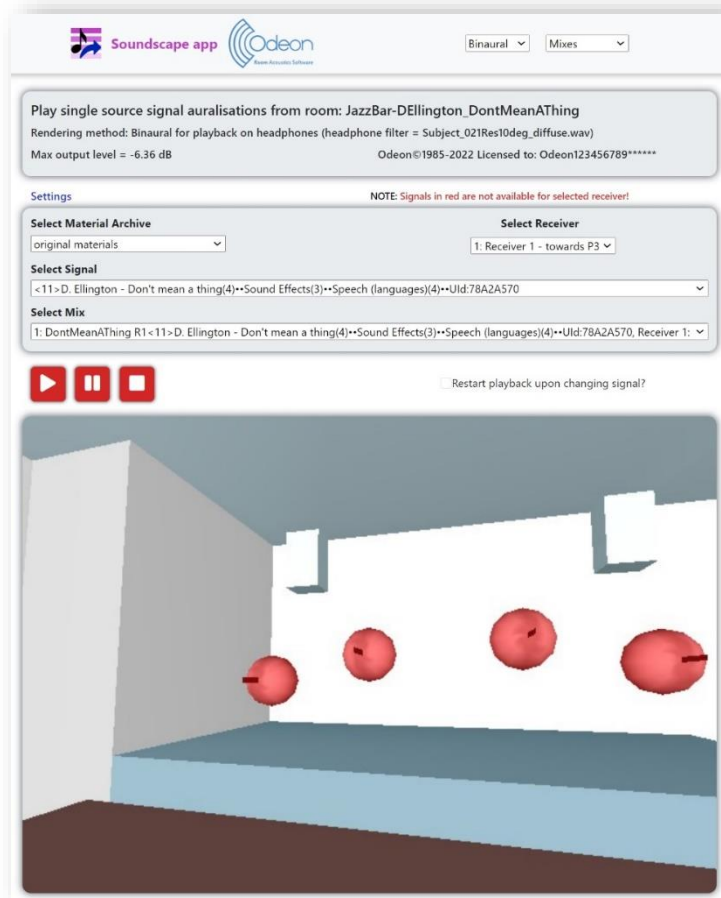 Soundscape app
Odeon
Room Acoustics Software
Binaural
Mixes
Play single source signal auralisations from room: JazzBar-DEllington_DontMeanAThing
Rendering method: Binaural for playback on headphones (headphone filter = Subject_021Res10deg_diffuse.wav)
Max output level = -6.36 dB Odeon©1985-2022 Licensed to: Odeon123456789******
Settings NOTE: Signals in red are not available for selected receiver!
Select Material Archive Select Receiver
original materials 1: Receiver 1 - towards P3
Select Signal
<11>D. Ellington - Don't mean a thing(4)••Sound Effects(3)••Speech (languages)(4)••UId:78A2A570
Select Mix
1: DontMeanAThing R1<11>D. Ellington - Don't mean a thing(4)••Sound Effects(3)••Speech (languages)(4)••UId:78A2A570, Receiver 1:
Restart playback upon changing signal?